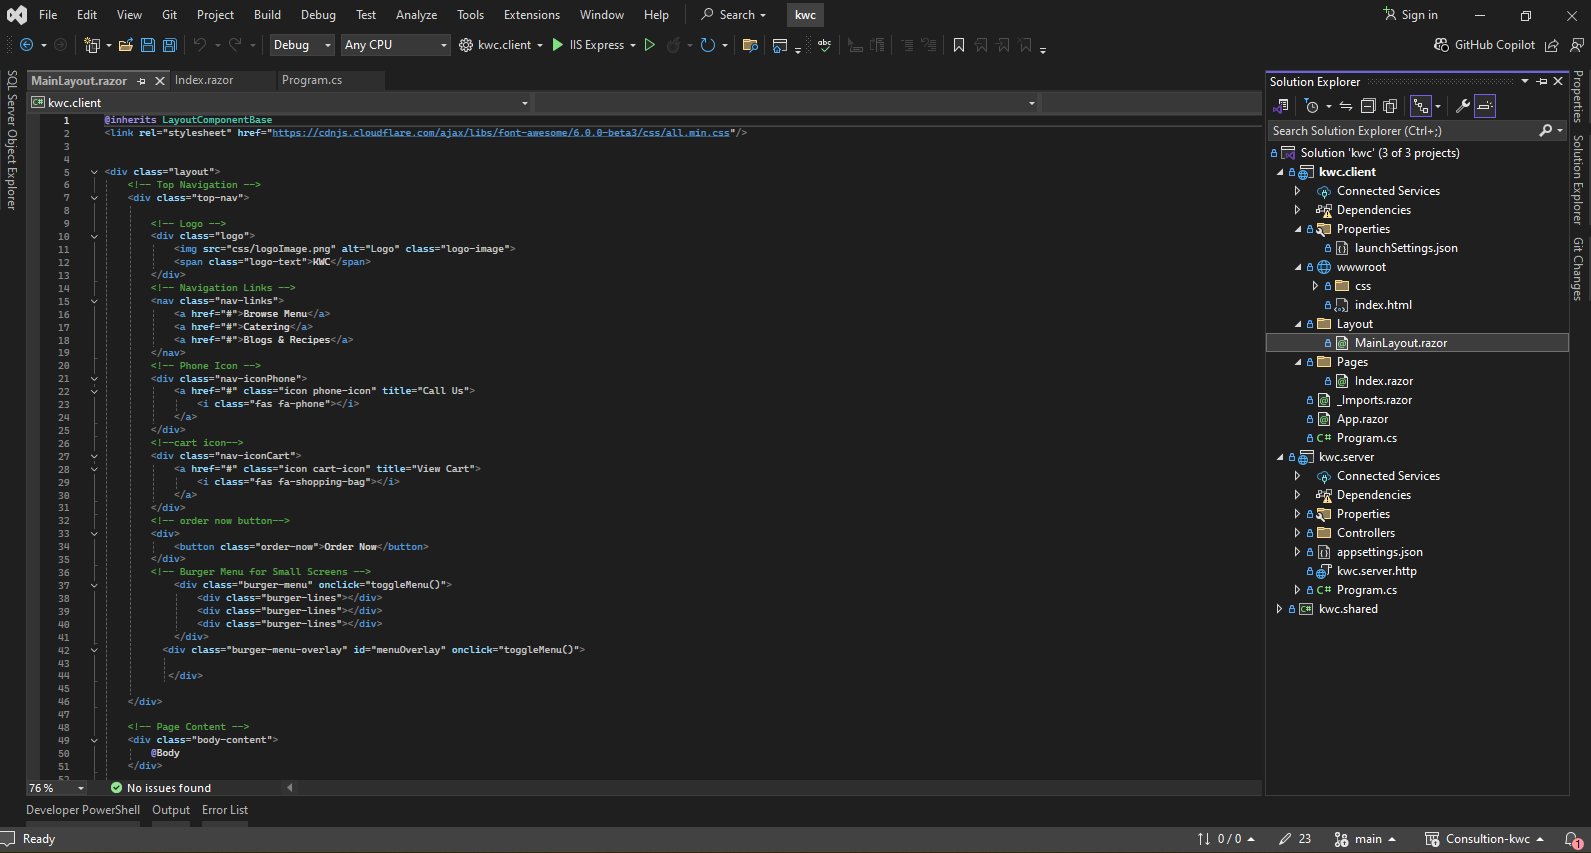 File Edit View Git Project Build Debug Test Analyze Tools Extensions Window Help Search kwc Sign in
Debug Any CPU kwc.client IIS Express abc GitHub Copilot
MainLayout.razor Index.razor Program.cs
kwc.client
1 @inherits LayoutComponentBase
2 <link rel="stylesheet" href="https://cdnjs.cloudflare.com/ajax/libs/font-awesome/6.0.0-beta3/css/all.min.css"/>
3
4
5 <div class="layout">
6 <!-- Top Navigation -->
7 <div class="top-nav">
8
9 <!-- Logo -->
10 <div class="logo">
11 <img src="css/logoImage.png" alt="Logo" class="logo-image">
12 <span class="logo-text">KWC</span>
13 </div>
14 <!-- Navigation Links -->
15 <nav class="nav-links">
16 <a href="#">Browse Menu</a>
17 <a href="#">Catering</a>
18 <a href="#">Blogs & Recipes</a>
19 </nav>
20 <!-- Phone Icon -->
21 <div class="nav-iconPhone">
22 <a href="#" class="icon phone-icon" title="Call Us">
23 <i class="fas fa-phone"></i>
24 </a>
25 </div>
26 <!--cart icon-->
27 <div class="nav-iconCart">
28 <a href="#" class="icon cart-icon" title="View Cart">
29 <i class="fas fa-shopping-bag"></i>
30 </a>
31 </div>
32 <!-- order now button-->
33 <div>
34 <button class="order-now">Order Now</button>
35 </div>
36 <!-- Burger Menu for Small Screens -->
37 <div class="burger-menu" onclick="toggleMenu()">
38 <div class="burger-lines"></div>
39 <div class="burger-lines"></div>
40 <div class="burger-lines"></div>
41 </div>
42 <div class="burger-menu-overlay" id="menuOverlay" onclick="toggleMenu()">
43
44 </div>
45
46 </div>
47
48 <!-- Page Content -->
49 <div class="body-content">
50 @Body
51 </div>
52
76 % No issues found
Developer PowerShell Output Error List
Ready 0 / 0 23 main Consultion-kwc 1
SQL Server Object Explorer
Solution Explorer
Search Solution Explorer (Ctrl+;)
Solution 'kwc' (3 of 3 projects)
kwc.client
Connected Services
Dependencies
Properties
launchSettings.json
wwwroot
css
index.html
Layout
MainLayout.razor
Pages
Index.razor
_Imports.razor
App.razor
C# Program.cs
kwc.server
Connected Services
Dependencies
Properties
Controllers
appsettings.json
kwc.server.http
C# Program.cs
kwc.shared
Properties
Solution Explorer
Git Changes